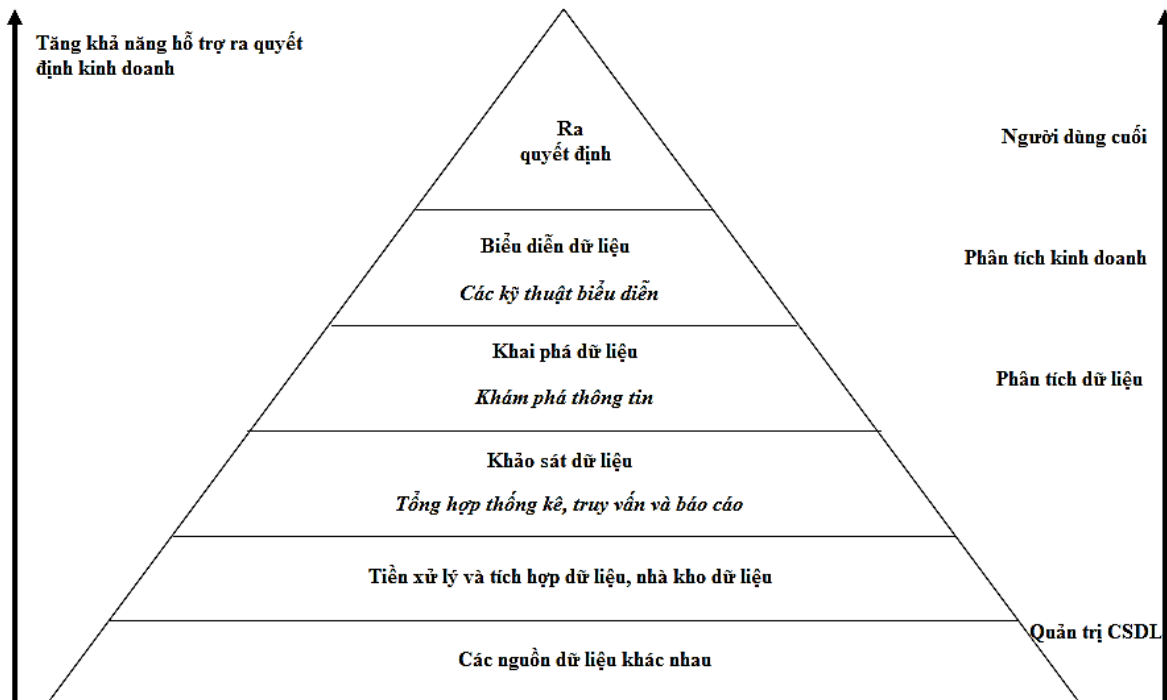 Tăng khả năng hỗ trợ ra quyết
định kinh doanh
Ra
quyết định
Người dùng cuối
Biểu diễn dữ liệu
Các kỹ thuật biểu diễn
Phân tích kinh doanh
Khai phá dữ liệu
Khám phá thông tin
Phân tích dữ liệu
Khảo sát dữ liệu
Tổng hợp thống kê, truy vấn và báo cáo
Tiền xử lý và tích hợp dữ liệu, nhà kho dữ liệu
Quản trị CSDL
Các nguồn dữ liệu khác nhau